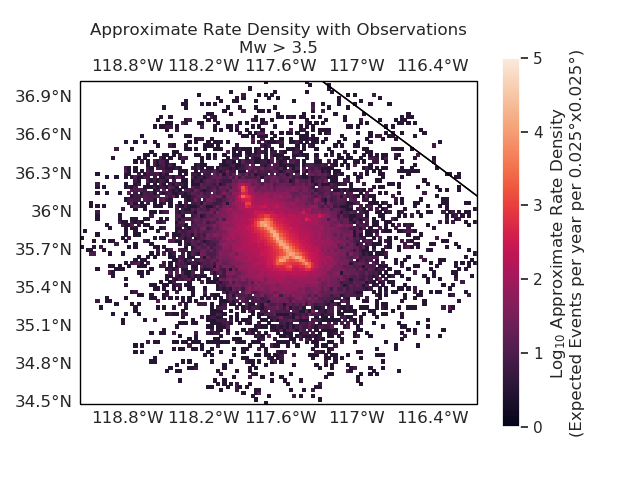 Approximate Rate Density with Observations
Mw > 3.5
118.8°W 118.2°W 117.6°W 117°W 116.4°W
36.9°N
36.6°N
36.3°N
36°N
35.7°N
35.4°N
35.1°N
34.8°N
34.5°N
118.8°W 118.2°W 117.6°W 117°W 116.4°W
5
4
3
2
1
0
Log₁₀ Approximate Rate Density
(Expected Events per year per 0.025°x0.025°)